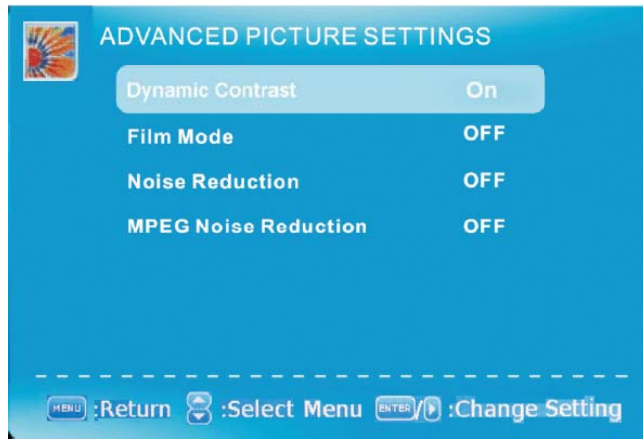 ADVANCED PICTURE SETTINGS
Dynamic Contrast On
Film Mode OFF
Noise Reduction OFF
MPEG Noise Reduction OFF
MENU :Return :Select Menu ENTER/ :Change Setting